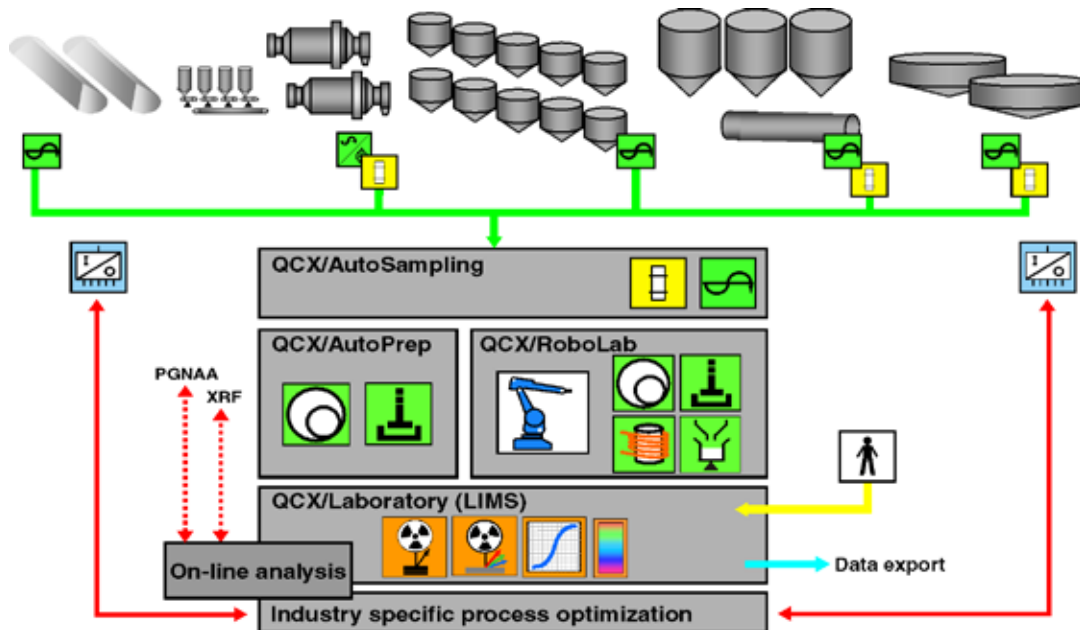 QCX/AutoSampling
QCX/AutoPrep
QCX/RoboLab
PGNAA
XRF
QCX/Laboratory (LIMS)
On-line analysis
Data export
Industry specific process optimization